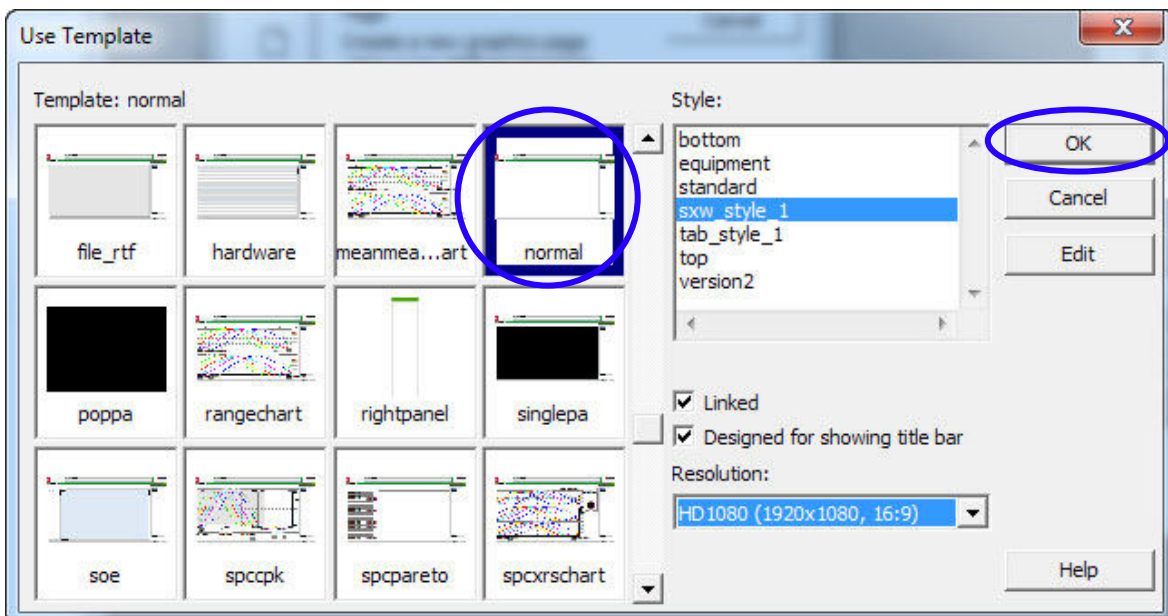 Use Template
Template: normal
file_rtf
hardware
meanmea...art
normal
poppa
rangechart
rightpanel
singlepa
soe
spccpk
spcpareto
spcxrschart
Style:
bottom
equipment
standard
sxw_style_1
tab_style_1
top
version2
Linked
Designed for showing title bar
Resolution:
HD1080 (1920x1080, 16:9)
OK
Cancel
Edit
Help